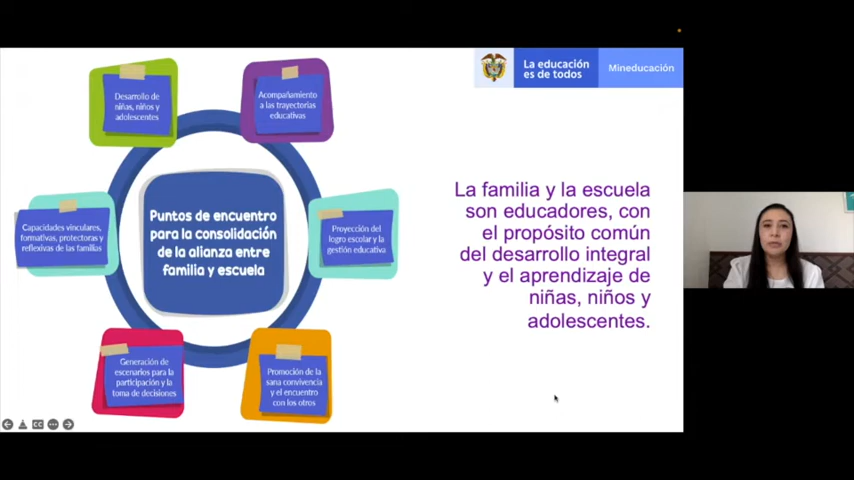 La educación
es de todos
Mineducación
Desarrollo de
niñas, niños y
adolescentes
Acompañamiento
a las trayectorias
educativas
Capacidades vinculares,
formativas, protectoras y
reflexivas de las familias
Puntos de encuentro
para la consolidación
de la alianza entre
familia y escuela
Proyección del
logro escolar y la
gestión educativa
Generación de
escenarios para la
participación y la
toma de decisiones
Promoción de la
sana convivencia
y el encuentro
con los otros
La familia y la escuela
son educadores, con
el propósito común
del desarrollo integral
y el aprendizaje de
niñas, niños y
adolescentes.
CC